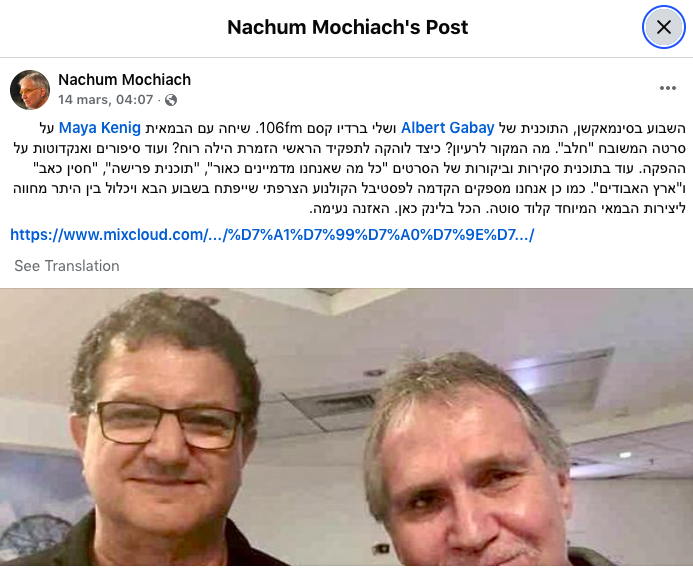 Nachum Mochiach's Post
Nachum Mochiach
14 mars, 04:07 ·
השבוע בסינמאקשן, התוכנית של Albert Gabay ושלי ברדיו קסם 106fm. שיחה עם הבמאית Maya Kenig על
סרטה המשובח "חלב". מה המקור לרעיון? כיצד לוהקה לתפקיד הראשי הזמרת הילה רוח? ועוד סיפורים ואנקדוטות על
ההפקה. עוד בתוכנית סקירות וביקורות של הסרטים "כל מה שאנחנו מדמיינים כאור", "תוכנית פרישה", "חסין כאב"
ו"ארץ האבודים". כמו כן אנחנו מספקים הקדמה לפסטיבל הקולנוע הצרפתי שייפתח בשבוע הבא ויכלול בין היתר מחווה
ליצירות הבמאי המיוחד קלוד סוטה. הכל בלינק כאן. האזנה נעימה.
https://www.mixcloud.com/.../%D7%A1%D7%99%D7%A0%D7%9E%D7.../
See Translation